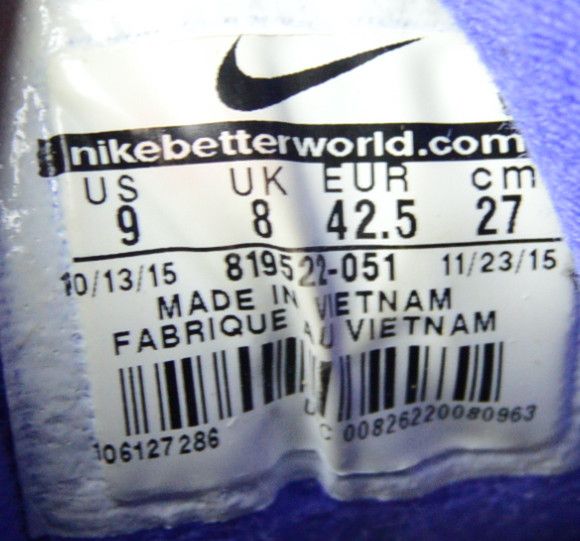 nikebetterworld.com
US UK EUR cm
9 8 42.5 27
10/13/15 819522-051 11/23/15
MADE IN VIETNAM
FABRIQUE AU VIETNAM
106127286 UC 00826220080963